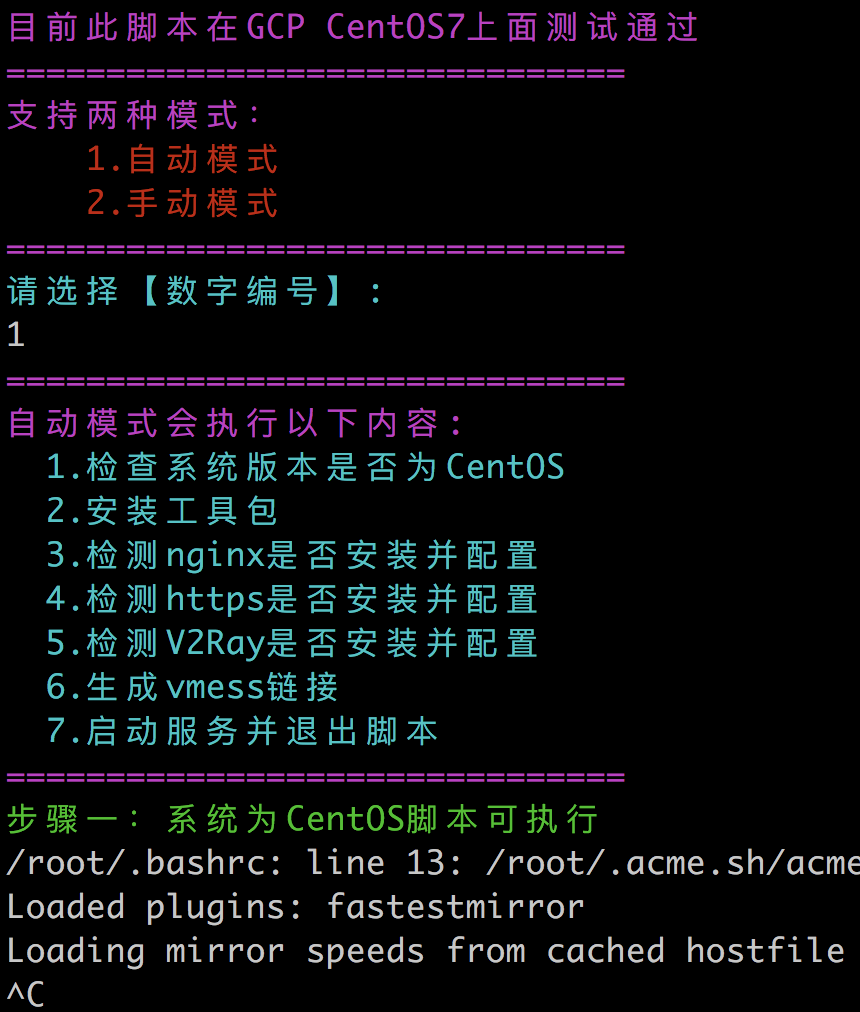 目前此脚本在GCP CentOS7上面测试通过
===============================
支持两种模式：
1.自动模式
2.手动模式
===============================
请选择【数字编号】：
1
===============================
自动模式会执行以下内容：
1.检查系统版本是否为CentOS
2.安装工具包
3.检测nginx是否安装并配置
4.检测https是否安装并配置
5.检测V2Ray是否安装并配置
6.生成vmess链接
7.启动服务并退出脚本
===============================
步骤一：系统为CentOS脚本可执行
/root/.bashrc: line 13: /root/.acme.sh/acme
Loaded plugins: fastestmirror
Loading mirror speeds from cached hostfile
^C